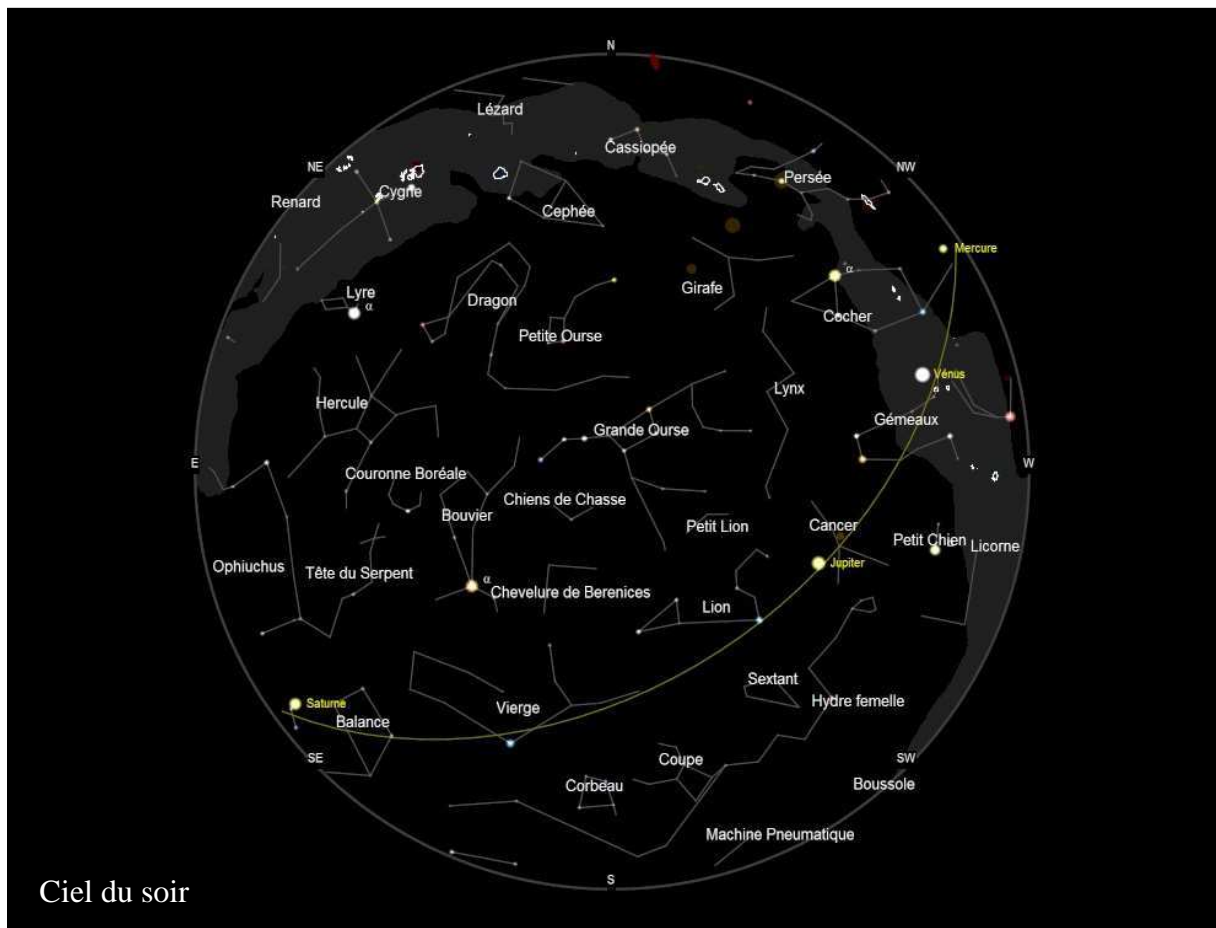 N
Lézard
Cassiopée
NE
NW
Persée
Cygne
Renard
Cephée
Mercure
α
Girafe
Lyre
α
Dragon
Cocher
Petite Ourse
Vénus
Lynx
Hercule
Gémeaux
Grande Ourse
E
W
Couronne Boréale
Chiens de Chasse
Bouvier
Petit Lion
Cancer
Petit Chien
α
Licorne
Ophiuchus
Tête du Serpent
Jupiter
α
Chevelure de Berenices
Lion
Sextant
Hydre femelle
Saturne
Vierge
Balance
SE
SW
Coupe
Corbeau
Boussole
Machine Pneumatique
S
Ciel du soir